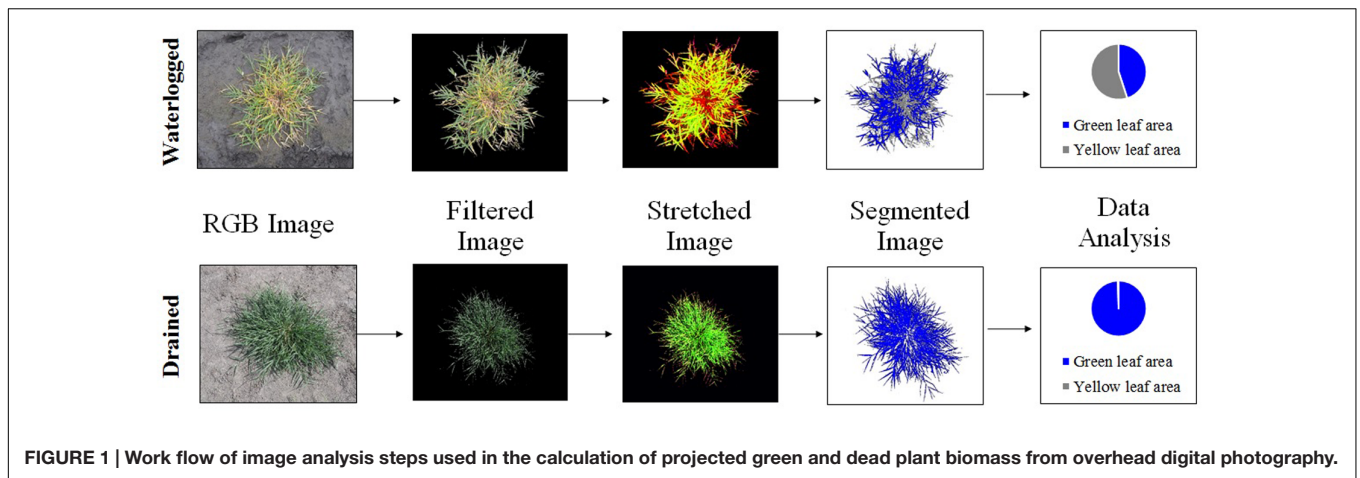 Waterlogged
Green leaf area
Yellow leaf area
RGB Image
Filtered
Image
Stretched
Image
Segmented
Image
Data
Analysis
Drained
Green leaf area
Yellow leaf area
FIGURE 1 | Work flow of image analysis steps used in the calculation of projected green and dead plant biomass from overhead digital photography.